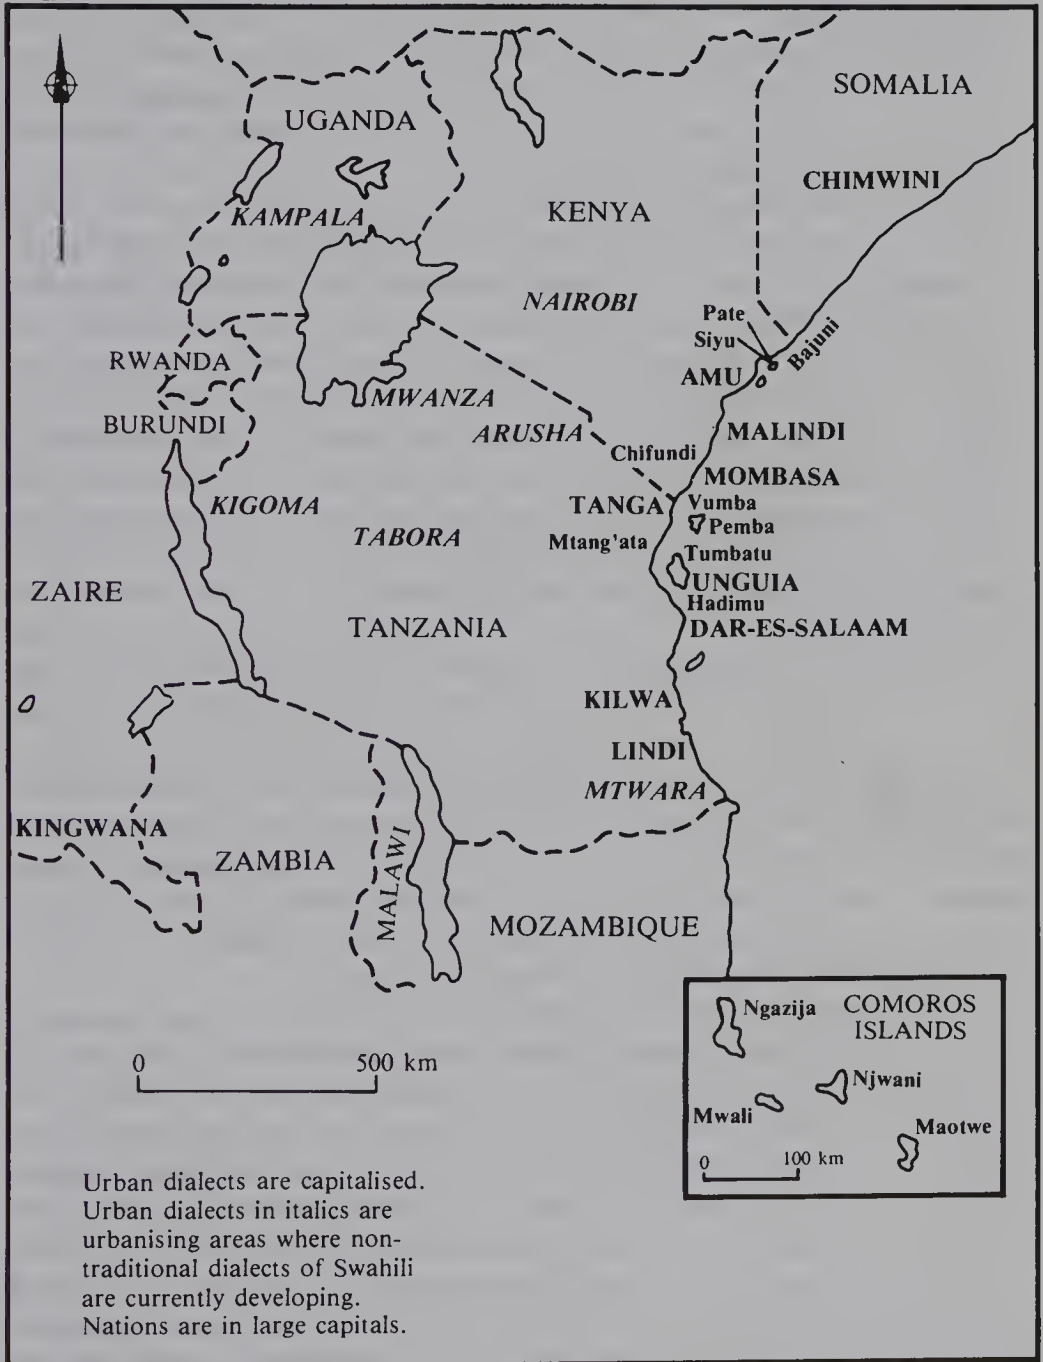 SOMALIA
UGANDA
CHIMWINI
KAMPALA
KENYA
NAIROBI
Pate
Siyu
Bajuni
RWANDA
AMU
MWANZA
BURUNDI
ARUSHA
MALINDI
Chifundi
MOMBASA
KIGOMA
TANGA
Vumba
Pemba
TABORA
Mtang'ata
Tumbatu
ZAIRE
UNGUIA
Hadimu
TANZANIA
DAR-ES-SALAAM
KILWA
LINDI
MTWARA
KINGWANA
ZAMBIA
MALAWI
MOZAMBIQUE
Ngazija
COMOROS
ISLANDS
Njwani
Mwali
Maotwe
0 100 km
0 500 km
Urban dialects are capitalised.
Urban dialects in italics are
urbanising areas where non-
traditional dialects of Swahili
are currently developing.
Nations are in large capitals.